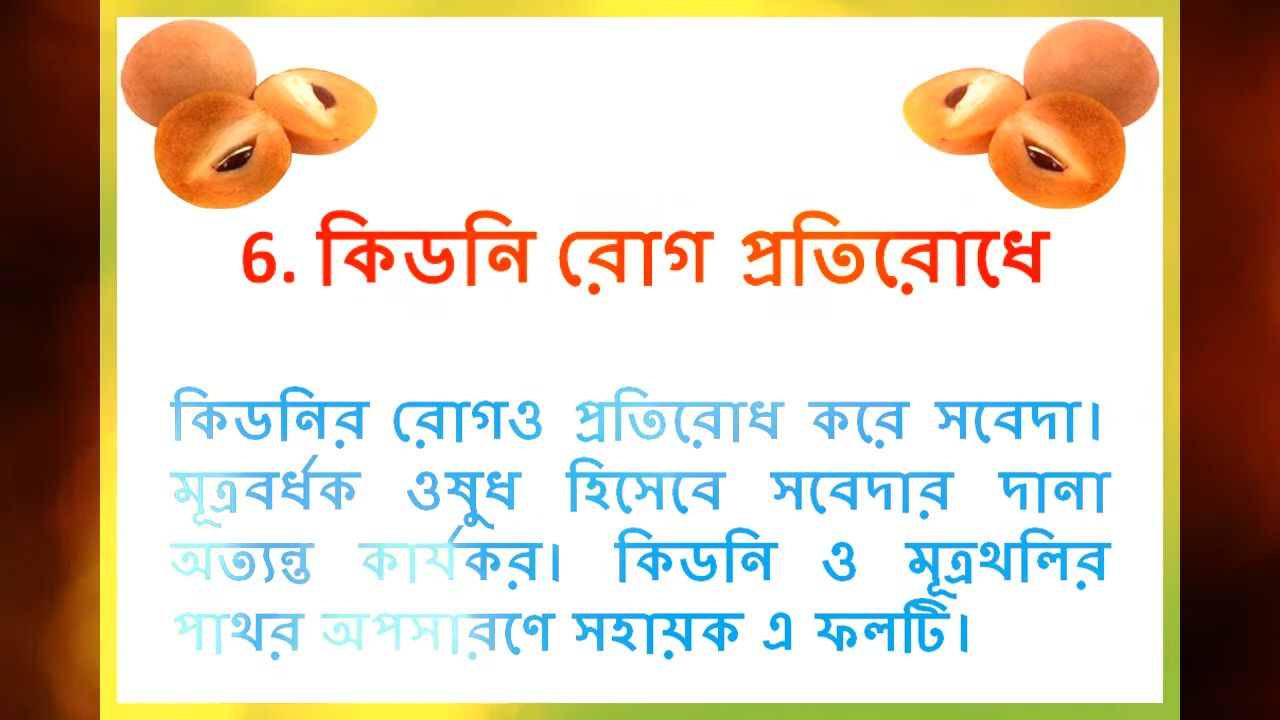 6. কিডনি রোগ প্রতিরোধে
কিডনির রোগও প্রতিরোধ করে সবেদা।
মূত্রবর্ধক ওষুধ হিসেবে সবেদার দানা
অত্যন্ত কার্যকর। কিডনি ও মূত্রথলির
পাথর অপসারণে সহায়ক এ ফলটি।